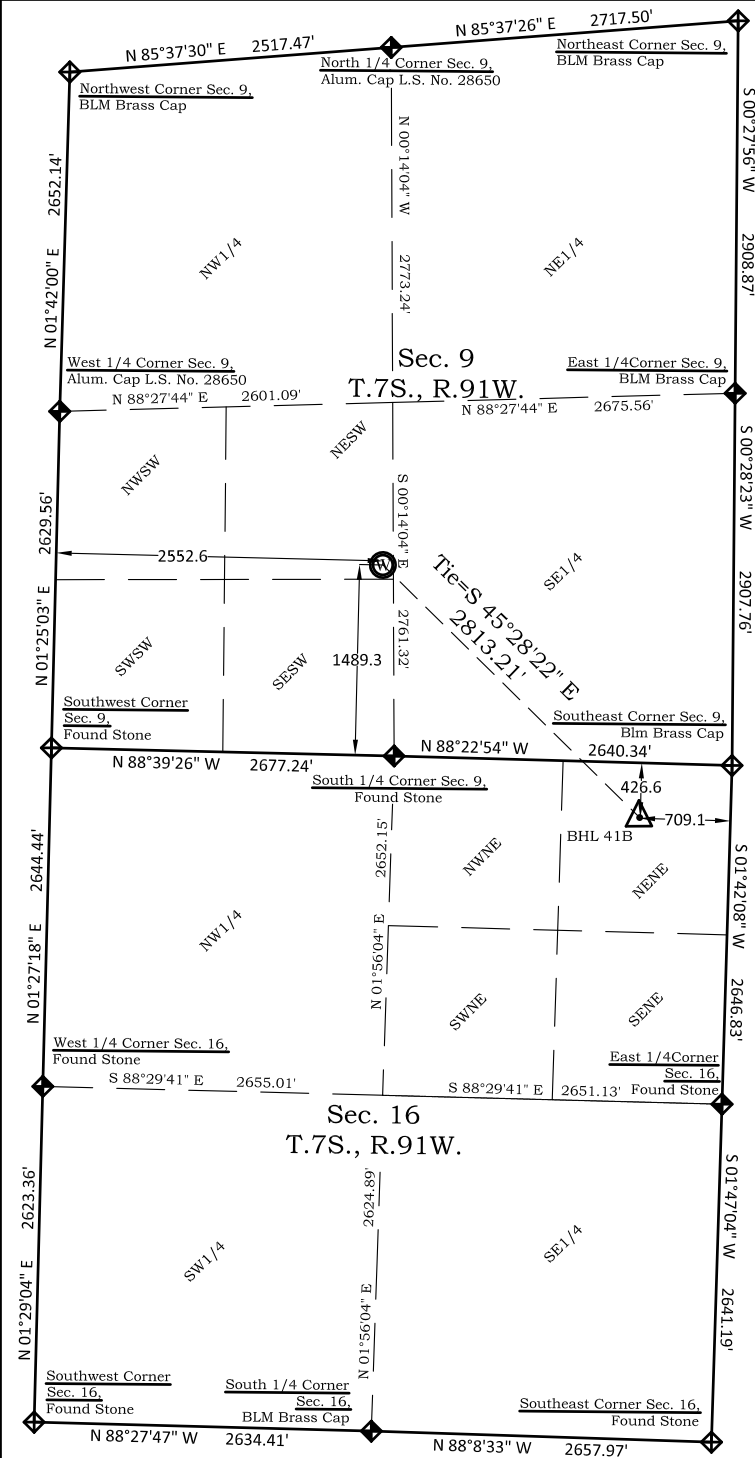 N 85°37'30" E 2517.47'
N 85°37'26" E 2717.50'
Northwest Corner Sec. 9,
BLM Brass Cap
North 1/4 Corner Sec. 9,
Alum. Cap L.S. No. 28650
Northeast Corner Sec. 9,
BLM Brass Cap
N 01°42'00" E 2652.14'
N 00°14'04" W 2773.24'
S 00°27'56" W 2908.87'
NW1/4
NE1/4
West 1/4 Corner Sec. 9,
Alum. Cap L.S. No. 28650
Sec. 9
T.7S., R.91W.
East 1/4Corner Sec. 9,
BLM Brass Cap
N 88°27'44" E 2601.09'
N 88°27'44" E 2675.56'
NWSW
NESW
N 01°25'03" E 2629.56'
S 00°14'04" E 2761.32'
S 00°28'23" W 2907.76'
2552.6
W
SE1/4
Tie=S 45°28'22" E
2813.21'
SWSW
SESW
1489.3
Southwest Corner
Sec. 9,
Found Stone
Southeast Corner Sec. 9,
Blm Brass Cap
N 88°39'26" W 2677.24'
N 88°22'54" W 2640.34'
South 1/4 Corner Sec. 9,
Found Stone
426.6
709.1
BHL 41B
N 01°27'18" E 2644.44'
N 01°56'04" E 2652.15'
S 01°42'08" W 2646.83'
NWNE
NENE
NW1/4
SWNE
SENE
West 1/4 Corner Sec. 16,
Found Stone
East 1/4Corner
Sec. 16,
Found Stone
S 88°29'41" E 2655.01'
S 88°29'41" E 2651.13'
Sec. 16
T.7S., R.91W.
N 01°29'04" E 2623.36'
N 01°56'04" E 2624.89'
S 01°47'04" W 2641.19'
SW1/4
SE1/4
Southwest Corner
Sec. 16,
Found Stone
South 1/4 Corner
Sec. 16,
BLM Brass Cap
Southeast Corner Sec. 16,
Found Stone
N 88°27'47" W 2634.41'
N 88°8'33" W 2657.97'